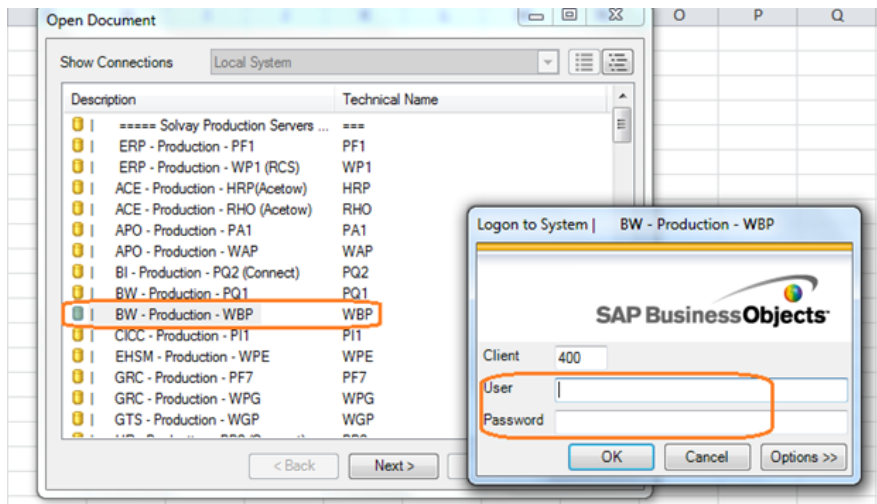 Open Document
O P Q
Show Connections Local System
Description Technical Name
===== Solvay Production Servers ... ===
ERP - Production - PF1 PF1
ERP - Production - WP1 (RCS) WP1
ACE - Production - HRP(Acetow) HRP
ACE - Production - RHO (Acetow) RHO
APO - Production - PA1 PA1
APO - Production - WAP WAP
BI - Production - PQ2 (Connect) PQ2
BW - Production - PQ1 PQ1
BW - Production - WBP WBP
CICC - Production - PI1 PI1
EHSM - Production - WPE WPE
GRC - Production - PF7 PF7
GRC - Production - WPG WPG
GTS - Production - WGP WGP
< Back Next >
Logon to System | BW - Production - WBP
SAP BusinessObjects
Client 400
User
Password
OK Cancel Options >>